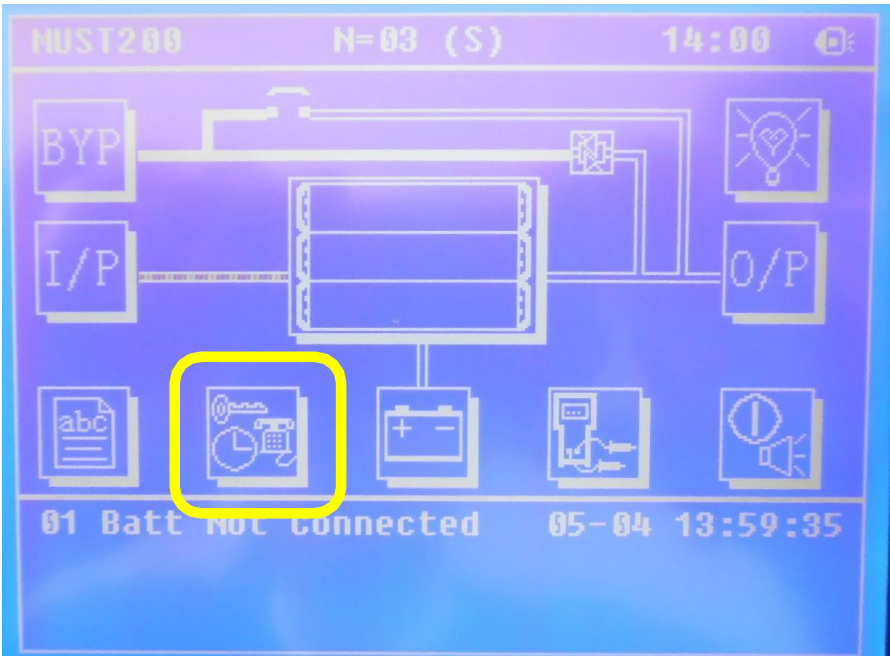 MUST200 N=03 (S) 14:00
BYP
I/P O/P
abc
+ -
01 Batt Not Connected 05-04 13:59:35